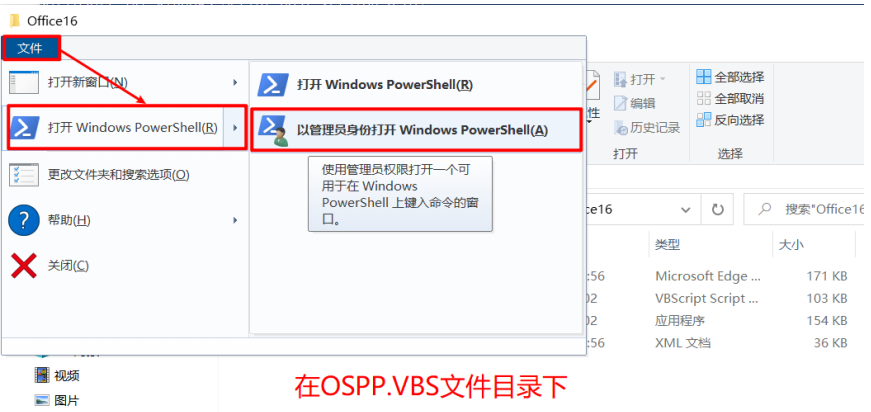 Office16
文件
打开新窗口(N)
打开 Windows PowerShell(R)
更改文件夹和搜索选项(O)
帮助(H)
关闭(C)
打开 Windows PowerShell(R)
以管理员身份打开 Windows PowerShell(A)
使用管理员权限打开一个可
用于在 Windows
PowerShell 上键入命令的窗
口。
性
打开
编辑
历史记录
打开
全部选择
全部取消
反向选择
选择
ce16
搜索"Office16
类型
大小
:56
Microsoft Edge ...
171 KB
02
VBScript Script ...
103 KB
02
应用程序
154 KB
:56
XML 文档
36 KB
视频
图片
在OSPP.VBS文件目录下